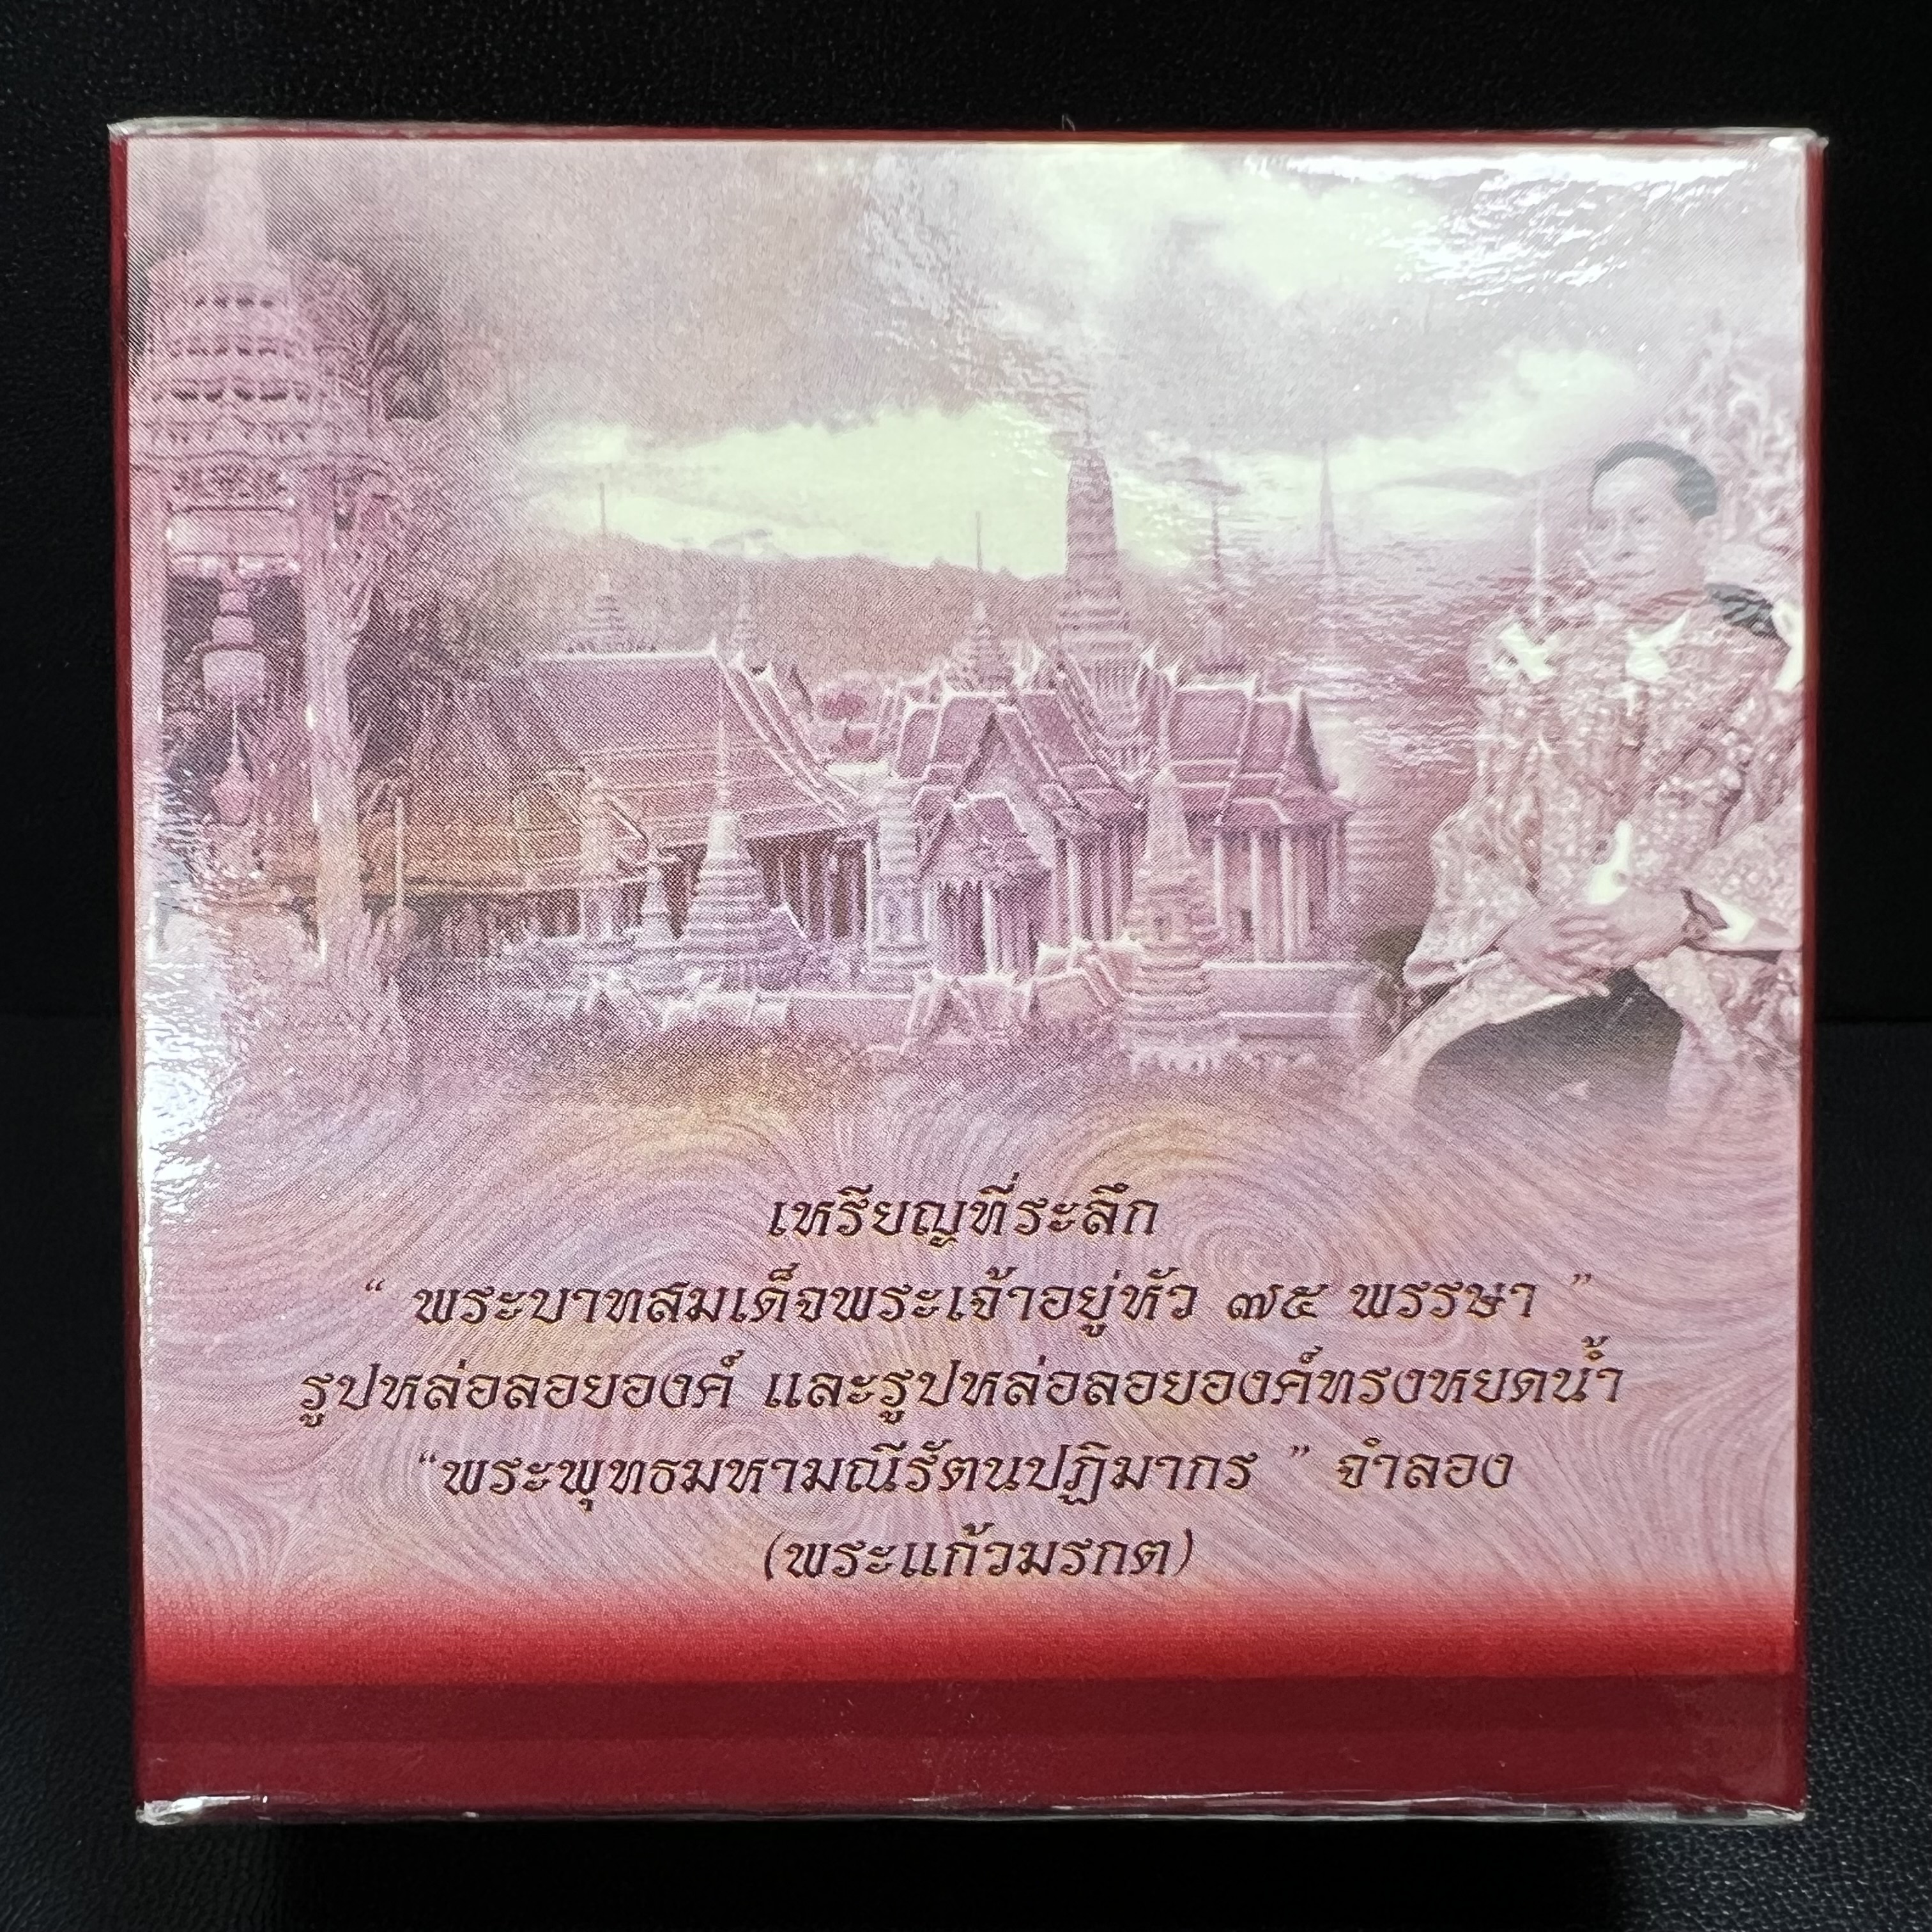 เหรียญที่ระลึก
“ พระบาทสมเด็จพระเจ้าอยู่หัว ๗๕ พรรษา ”
รูปหล่อลอยองค์ และรูปหล่อลอยองค์ทรงหยดน้ำ
“พระพุทธมหามณีรัตนปฏิมากร ” จำลอง
(พระแก้วมรกต)